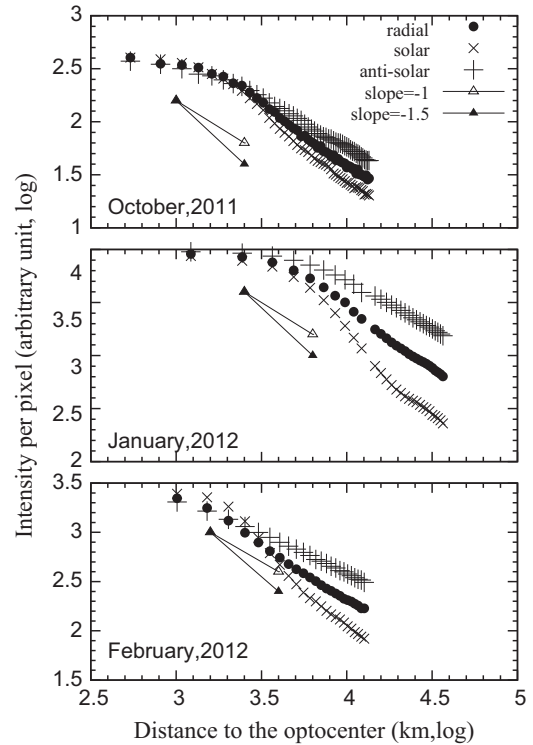 3
2.5
2
1.5
1
radial
solar
anti-solar
slope=-1
slope=-1.5
October,2011
4
3.5
3
2.5
2
January,2012
3.5
3
2.5
2
1.5
February,2012
2.5 3 3.5 4 4.5 5
Intensity per pixel (arbitrary unit, log)
Distance to the optocenter (km,log)